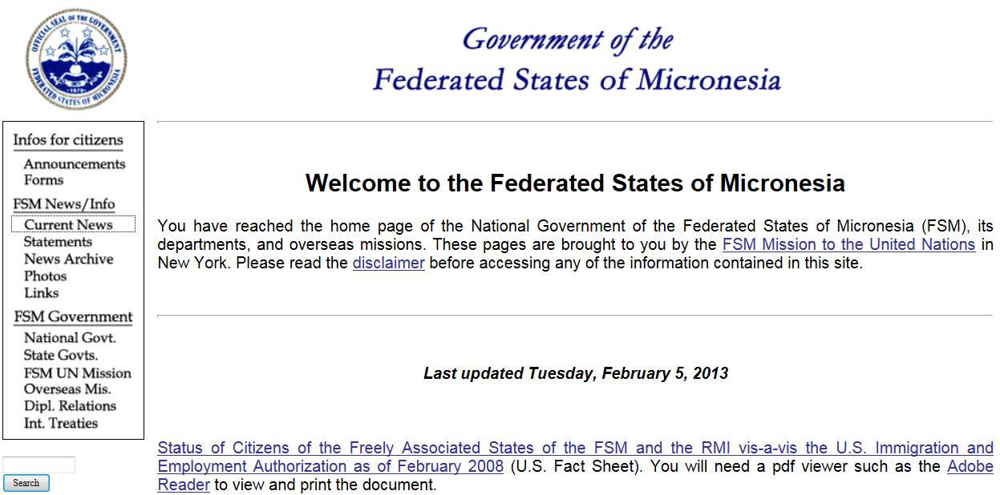 OFFICIAL SEAL OF THE GOVERNMENT
FEDERATED STATES OF MICRONESIA
1979
Government of the
Federated States of Micronesia
Infos for citizens
Announcements
Forms
FSM News/Info
Current News
Statements
News Archive
Photos
Links
FSM Government
National Govt.
State Govts.
FSM UN Mission
Overseas Mis.
Dipl. Relations
Int. Treaties
Search
Welcome to the Federated States of Micronesia
You have reached the home page of the National Government of the Federated States of Micronesia (FSM), its
departments, and overseas missions. These pages are brought to you by the FSM Mission to the United Nations in
New York. Please read the disclaimer before accessing any of the information contained in this site.
Last updated Tuesday, February 5, 2013
Status of Citizens of the Freely Associated States of the FSM and the RMI vis-a-vis the U.S. Immigration and
Employment Authorization as of February 2008 (U.S. Fact Sheet). You will need a pdf viewer such as the Adobe
Reader to view and print the document.